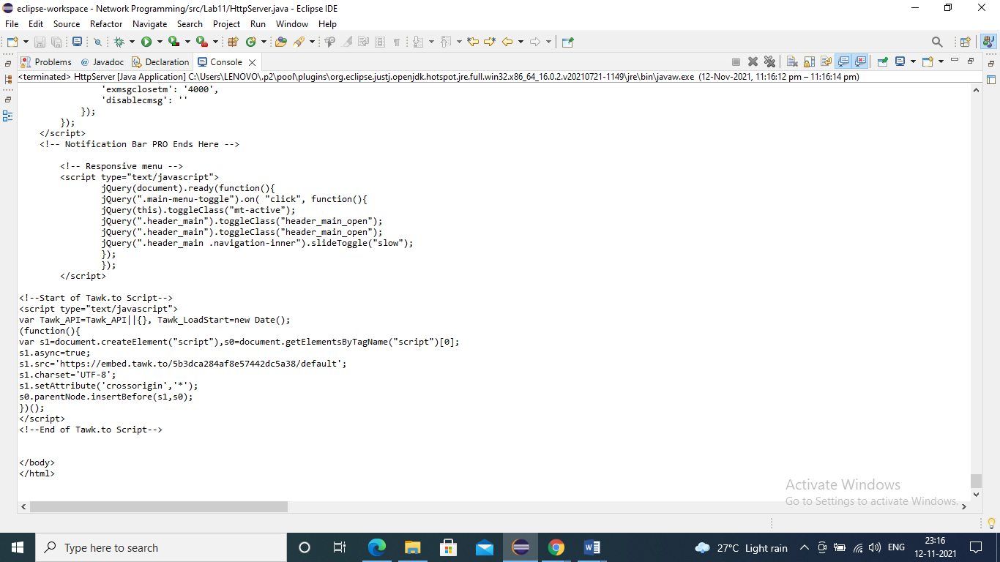 eclipse-workspace - Network Programming/src/Lab11/HttpServer.java - Eclipse IDE
File Edit Source Refactor Navigate Search Project Run Window Help
Problems @ Javadoc Declaration Console
<terminated> HttpServer [Java Application] C:\Users\LENOVO\.p2\pool\plugins\org.eclipse.justj.openjdk.hotspot.jre.full.win32.x86_64_16.0.2.v20210721-1149\jre\bin\javaw.exe (12-Nov-2021, 11:16:12 pm – 11:16:14 pm)
'exmsgclosetm': '4000',
'disablecmsg': ''
});
});
</script>
<!-- Notification Bar PRO Ends Here -->
<!-- Responsive menu -->
<script type="text/javascript">
jQuery(document).ready(function(){
jQuery(".main-menu-toggle").on( "click", function(){
jQuery(this).toggleClass("mt-active");
jQuery(".header_main").toggleClass("header_main_open");
jQuery(".header_main").toggleClass("header_main_open");
jQuery(".header_main .navigation-inner").slideToggle("slow");
});
});
</script>
<!--Start of Tawk.to Script-->
<script type="text/javascript">
var Tawk_API=Tawk_API||{}, Tawk_LoadStart=new Date();
(function(){
var s1=document.createElement("script"),s0=document.getElementsByTagName("script")[0];
s1.async=true;
s1.src='https://embed.tawk.to/5b3dca284af8e57442dc5a38/default';
s1.charset='UTF-8';
s1.setAttribute('crossorigin','*');
s0.parentNode.insertBefore(s1,s0);
})();
</script>
<!--End of Tawk.to Script-->
</body>
</html>
Activate Windows
Go to Settings to activate Windows.
Type here to search
27°C Light rain
ENG
23:16
12-11-2021